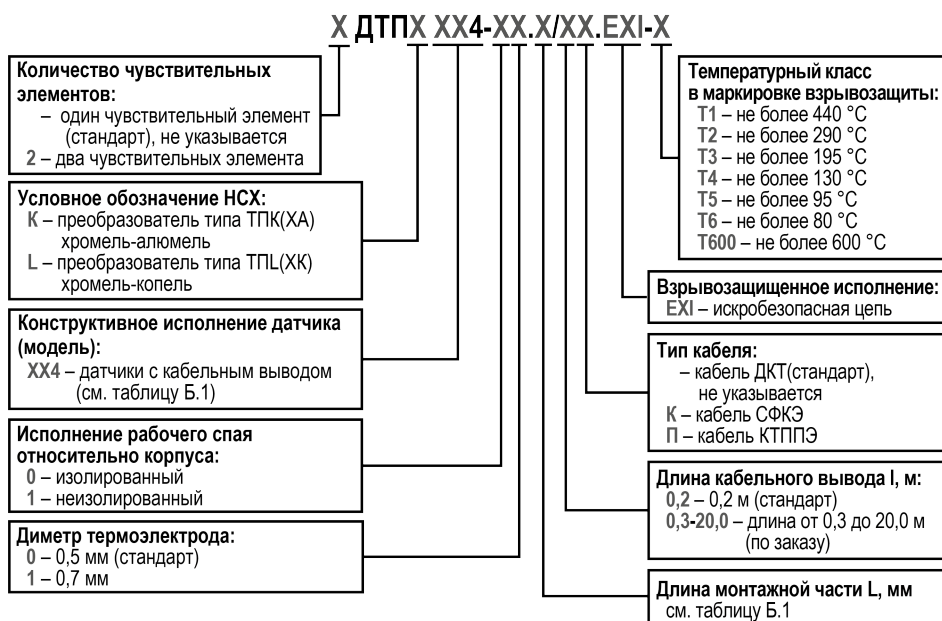 Х ДТПХ ХХ4-ХХ.Х/ХХ.EXI-Х
Количество чувствительных
элементов:
– один чувствительный элемент
(стандарт), не указывается
2 – два чувствительных элемента
Условное обозначение НСХ:
К – преобразователь типа ТПК(ХА)
хромель-алюмель
L – преобразователь типа ТПL(ХК)
хромель-копель
Конструктивное исполнение датчика
(модель):
ХХ4 – датчики с кабельным выводом
(см. таблицу Б.1)
Исполнение рабочего спая
относительно корпуса:
0 – изолированный
1 – неизолированный
Диметр термоэлектрода:
0 – 0,5 мм (стандарт)
1 – 0,7 мм
Температурный класс
в маркировке взрывозащиты:
Т1 – не более 440 °С
Т2 – не более 290 °С
Т3 – не более 195 °С
Т4 – не более 130 °С
Т5 – не более 95 °С
Т6 – не более 80 °С
Т600 – не более 600 °С
Взрывозащищенное исполнение:
EXI – искробезопасная цепь
Тип кабеля:
– кабель ДКТ(стандарт),
не указывается
К – кабель СФКЭ
П – кабель КТППЭ
Длина кабельного вывода l, м:
0,2 – 0,2 м (стандарт)
0,3-20,0 – длина от 0,3 до 20,0 м
(по заказу)
Длина монтажной части L, мм
см. таблицу Б.1